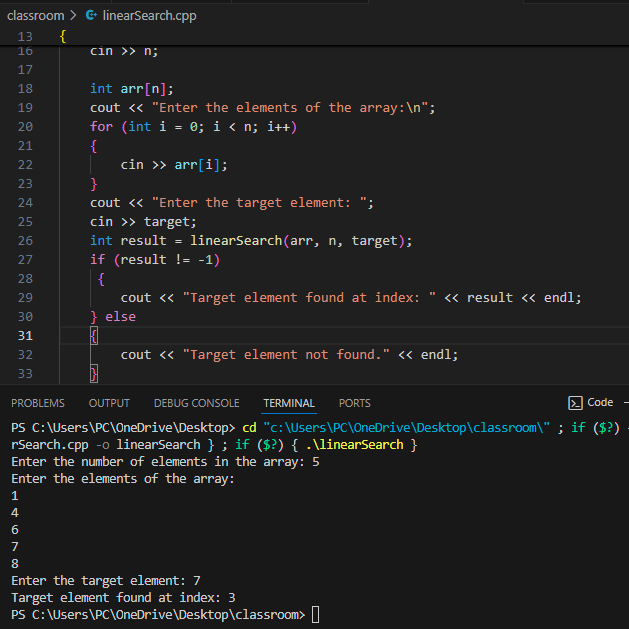 classroom > linearSearch.cpp
13 {
16 cin >> n;
17
18 int arr[n];
19 cout << "Enter the elements of the array:\n";
20 for (int i = 0; i < n; i++)
21 {
22 cin >> arr[i];
23 }
24 cout << "Enter the target element: ";
25 cin >> target;
26 int result = linearSearch(arr, n, target);
27 if (result != -1)
28 {
29 cout << "Target element found at index: " << result << endl;
30 } else
31 {
32 cout << "Target element not found." << endl;
33 }
PROBLEMS OUTPUT DEBUG CONSOLE TERMINAL PORTS Code
PS C:\Users\PC\OneDrive\Desktop> cd "c:\Users\PC\OneDrive\Desktop\classroom\" ; if ($?)
rSearch.cpp -o linearSearch } ; if ($?) { .\linearSearch }
Enter the number of elements in the array: 5
Enter the elements of the array:
1
4
6
7
8
Enter the target element: 7
Target element found at index: 3
PS C:\Users\PC\OneDrive\Desktop\classroom>